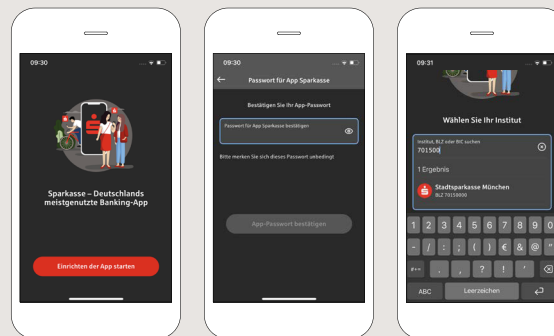 09:30
Sparkasse – Deutschlands
meistgenutzte Banking-App
Einrichten der App starten
09:30
Passwort für App Sparkasse
Bestätigen Sie Ihr App-Passwort
Passwort für App Sparkasse bestätigen
Bitte merken Sie sich dieses Passwort unbedingt
App-Passwort bestätigen
09:31
Wählen Sie Ihr Institut
Institut, BLZ oder BIC suchen
701500
1 Ergebnis
Stadtsparkasse München
BLZ 70150000
1 2 3 4 5 6 7 8 9 0
- / : ; ( ) € & @ "
#+= . , ? ! '
ABC Leerzeichen